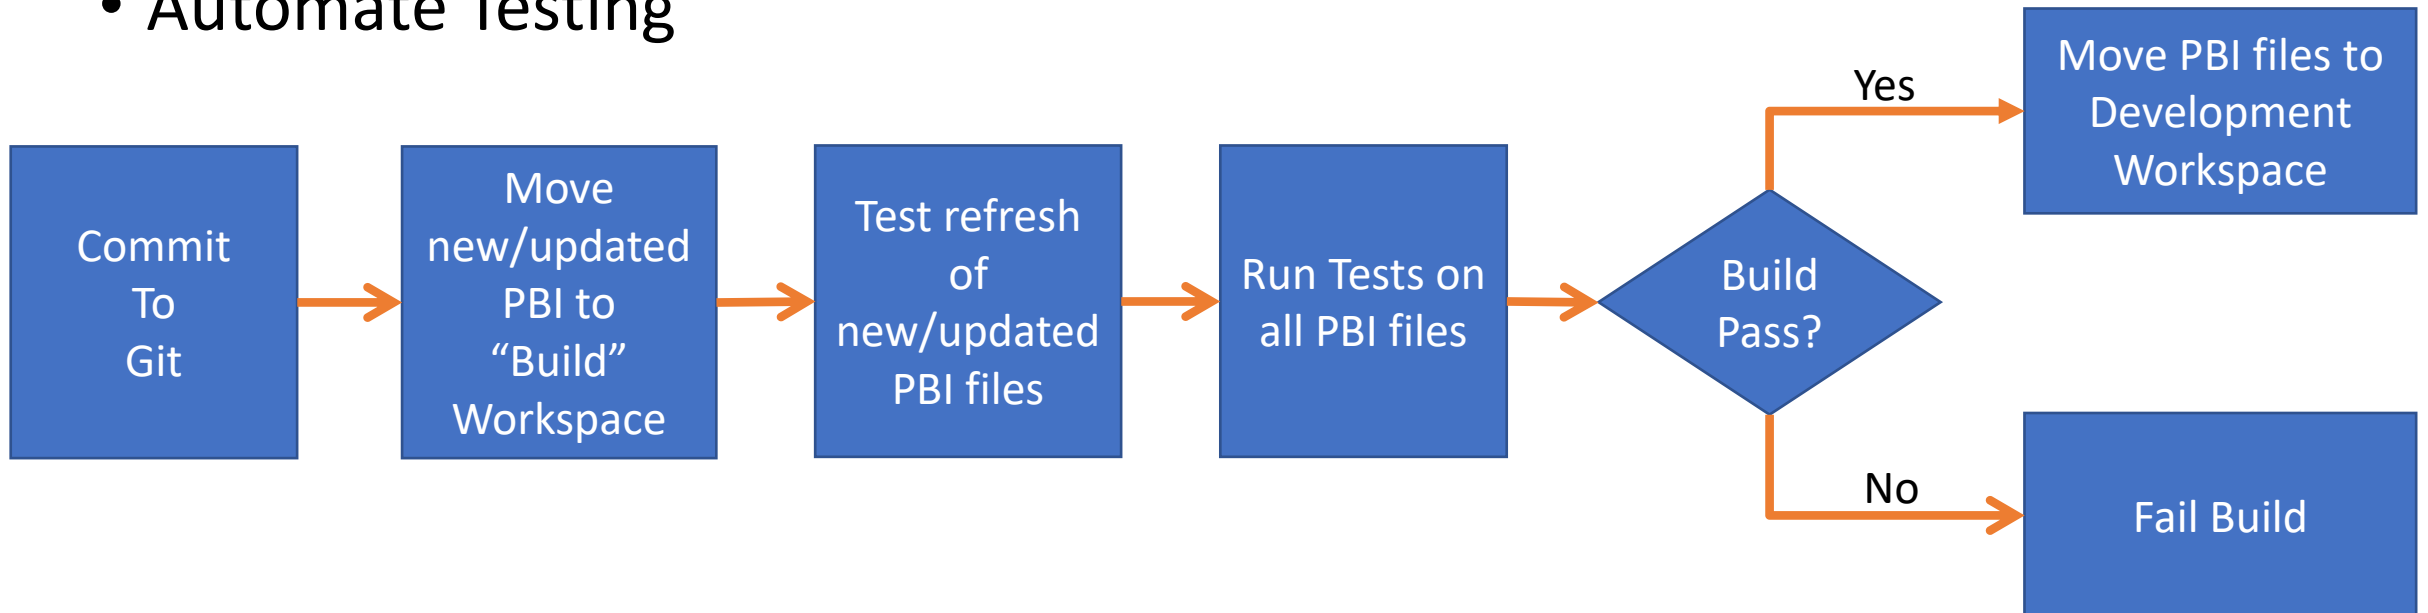 • Automate Testing
Commit
To
Git
Move
new/updated
PBI to
“Build”
Workspace
Test refresh
of
new/updated
PBI files
Run Tests on
all PBI files
Build
Pass?
Yes
Move PBI files to
Development
Workspace
No
Fail Build